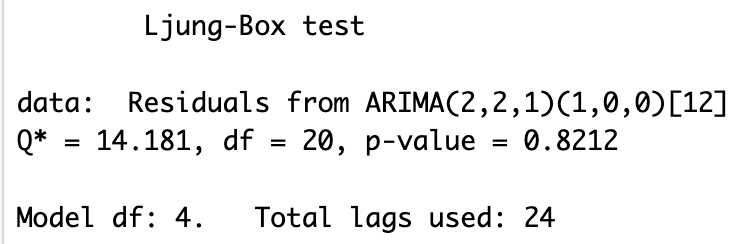 Ljung-Box test
data:  Residuals from ARIMA(2,2,1)(1,0,0)[12]
Q* = 14.181, df = 20, p-value = 0.8212
Model df: 4.   Total lags used: 24